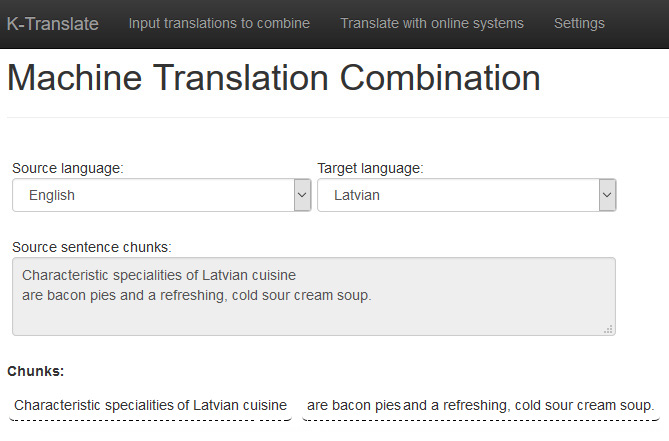 K-Translate Input translations to combine Translate with online systems Settings
Machine Translation Combination
Source language: Target language:
English Latvian
Source sentence chunks:
Characteristic specialities of Latvian cuisine
are bacon pies and a refreshing, cold sour cream soup.
Chunks:
Characteristic specialities of Latvian cuisine are bacon pies and a refreshing, cold sour cream soup.